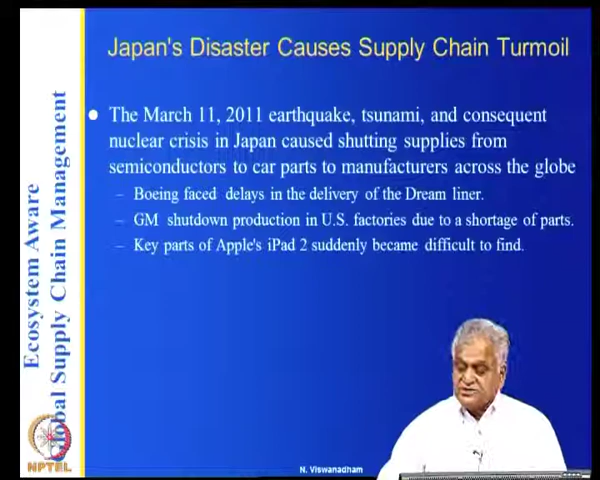 Japan's Disaster Causes Supply Chain Turmoil
The March 11, 2011 earthquake, tsunami, and consequent
nuclear crisis in Japan caused shutting supplies from
semiconductors to car parts to manufacturers across the globe
– Boeing faced delays in the delivery of the Dream liner.
– GM shutdown production in U.S. factories due to a shortage of parts.
– Key parts of Apple's iPad 2 suddenly became difficult to find.
Ecosystem Aware
Global Supply Chain Management
NPTEL
N. Viswanadham